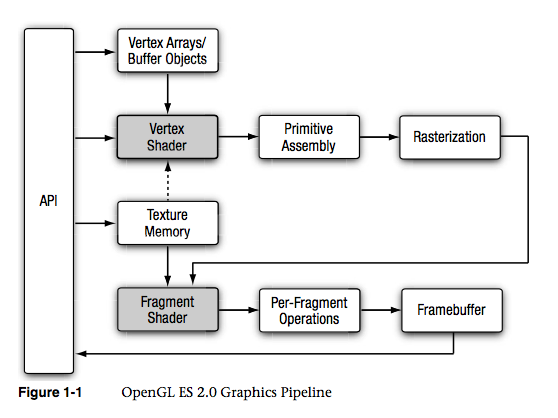 Vertex Arrays/
Buffer Objects
Vertex
Shader
Primitive
Assembly
Rasterization
API
Texture
Memory
Fragment
Shader
Per-Fragment
Operations
Framebuffer
Figure 1-1 OpenGL ES 2.0 Graphics Pipeline